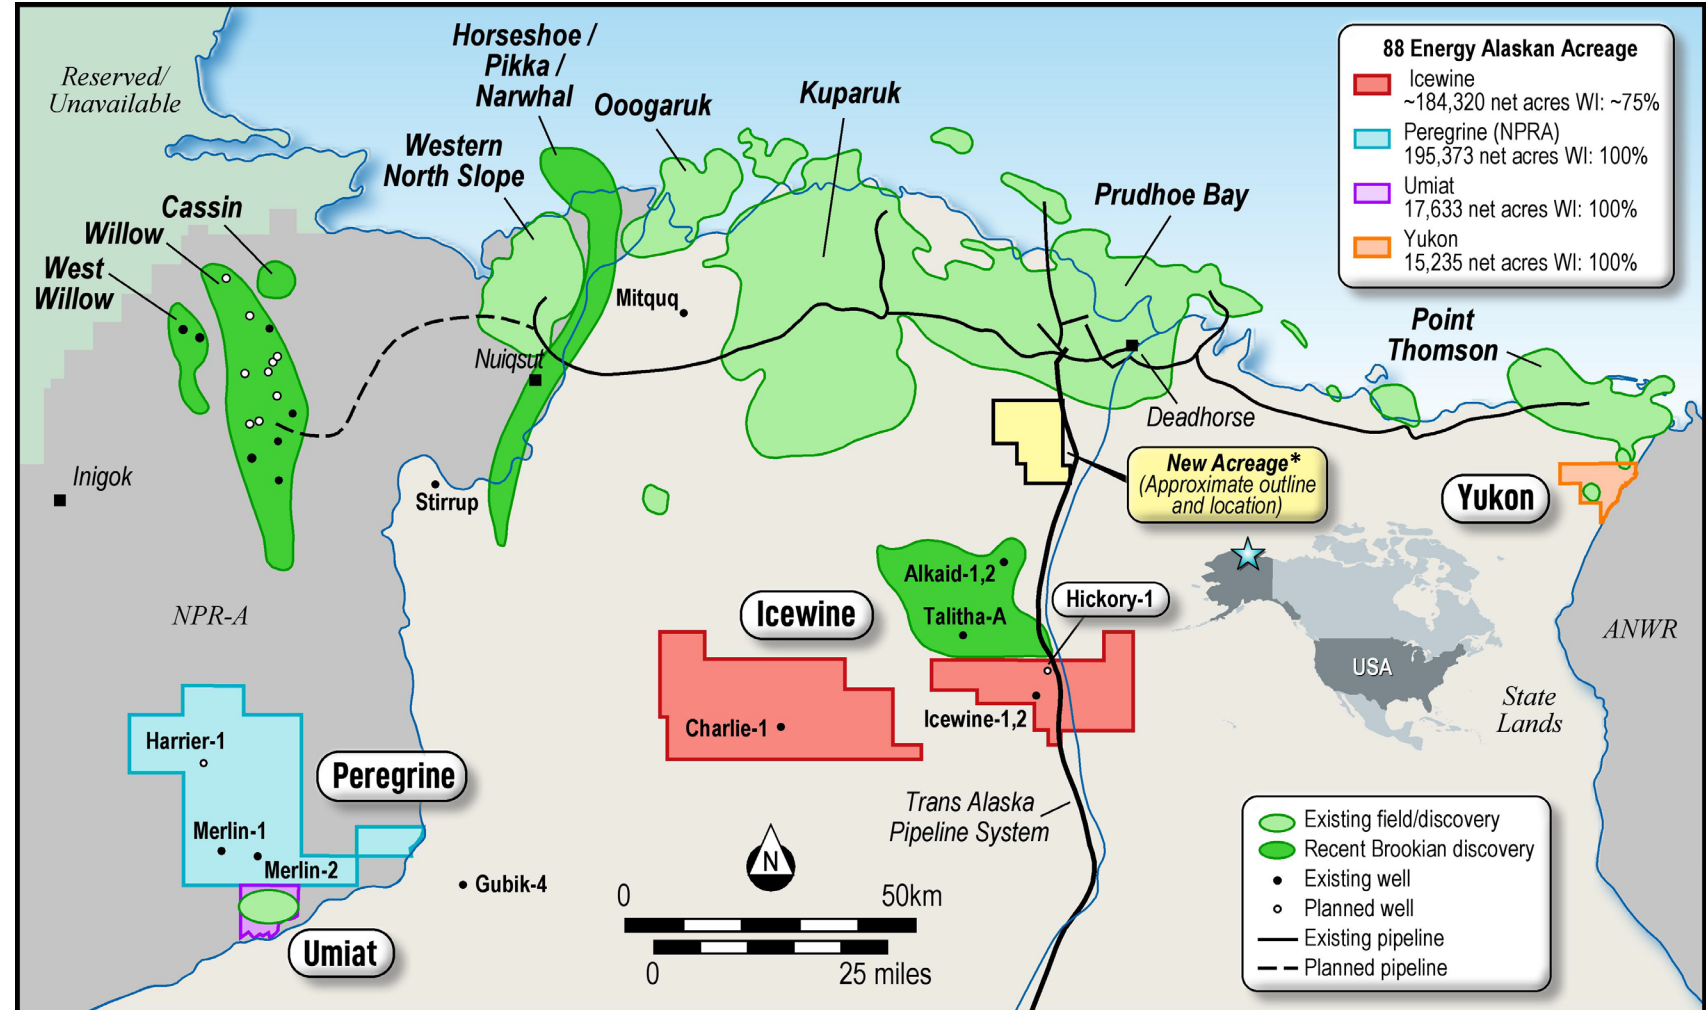 Horseshoe /
Pikka /
Narwhal
Ooogaruk
Kuparuk
Western
North Slope
Reserved/
Unavailable
Cassin
Willow
West
Willow
Prudhoe Bay
88 Energy Alaskan Acreage
Icewine
~184,320 net acres WI: ~75%
Peregrine (NPRA)
195,373 net acres WI: 100%
Umiat
17,633 net acres WI: 100%
Yukon
15,235 net acres WI: 100%
Point
Thomson
Mitquq
Nuiqsut
Deadhorse
Inigok
Stirrup
New Acreage*
(Approximate outline
and location)
Yukon
Alkaid-1,2
Talitha-A
Hickory-1
Icewine
NPR-A
ANWR
USA
State
Lands
Charlie-1
Icewine-1,2
Harrier-1
Peregrine
Merlin-1
Merlin-2
Trans Alaska
Pipeline System
Gubik-4
Umiat
N
0
50km
0
25 miles
Existing field/discovery
Recent Brookian discovery
Existing well
Planned well
Existing pipeline
Planned pipeline